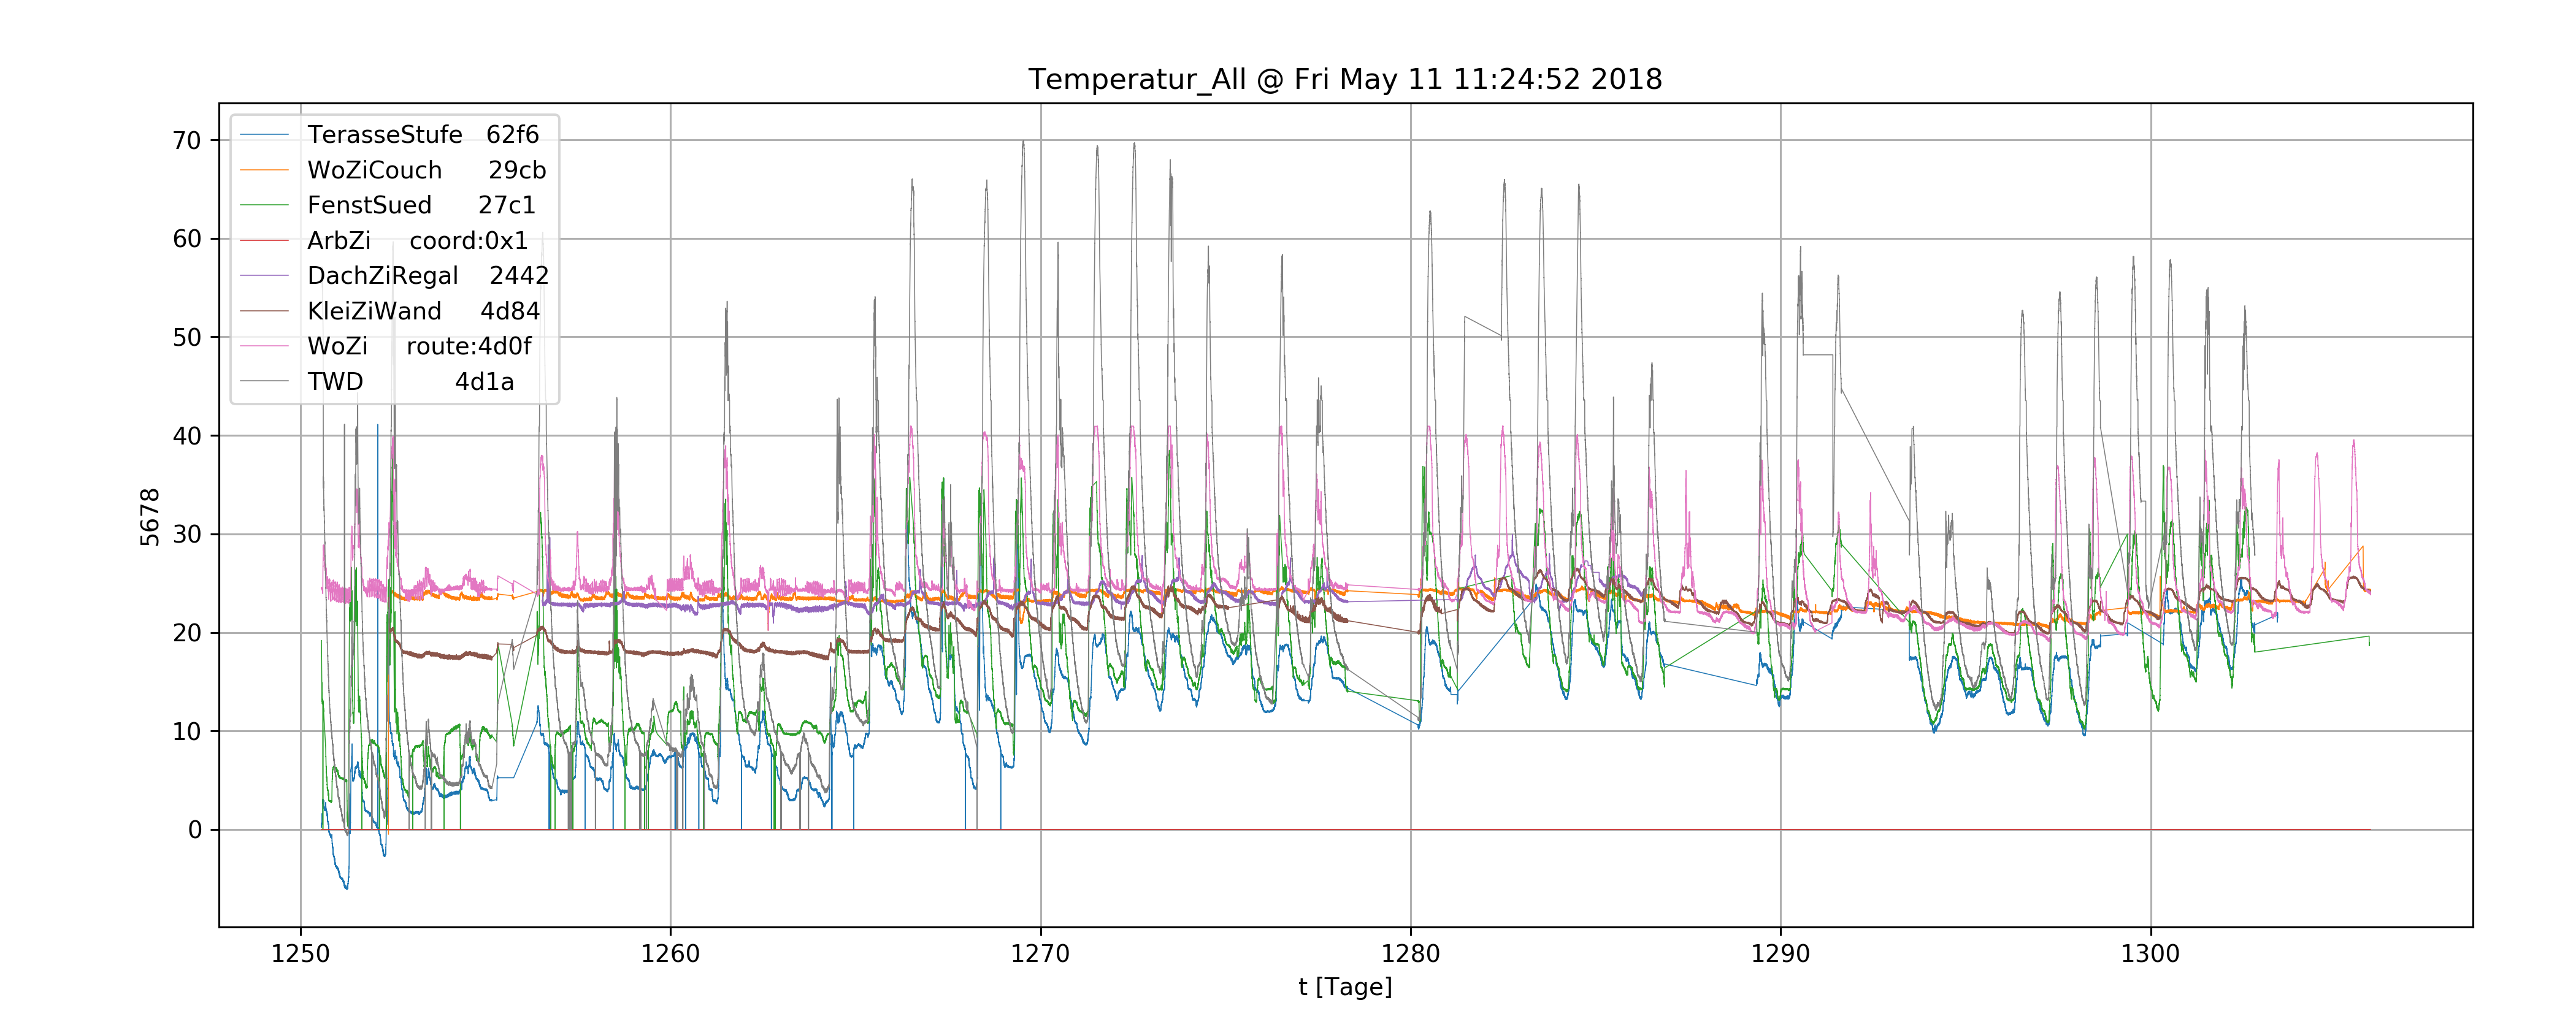 Temperatur_All @ Fri May 11 11:24:52 2018
TerasseStufe 62f6
WoZiCouch 29cb
FenstSued 27c1
ArbZi coord:0x1
DachZiRegal 2442
KleiZiWand 4d84
WoZi route:4d0f
TWD 4d1a
70
60
50
40
30
20
10
0
5678
1250 1260 1270 1280 1290 1300
t [Tage]